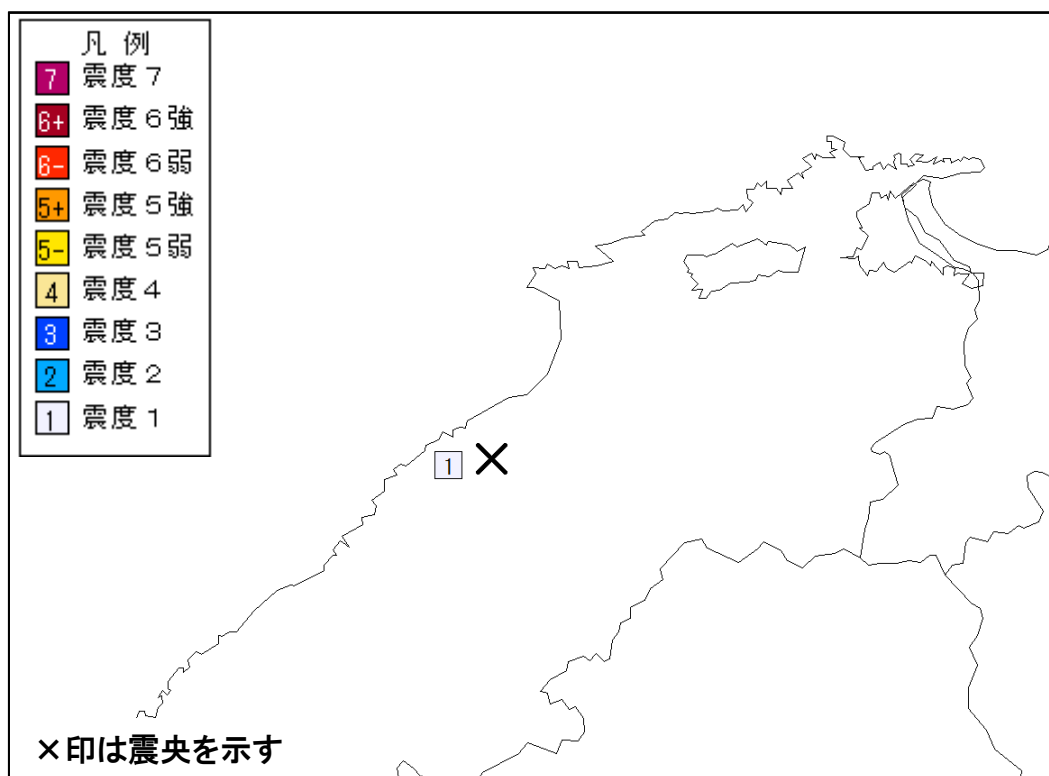 凡 例
7 震度７
6+ 震度６強
6- 震度６弱
5+ 震度５強
5- 震度５弱
4 震度４
3 震度３
2 震度２
1 震度１
1
×印は震央を示す